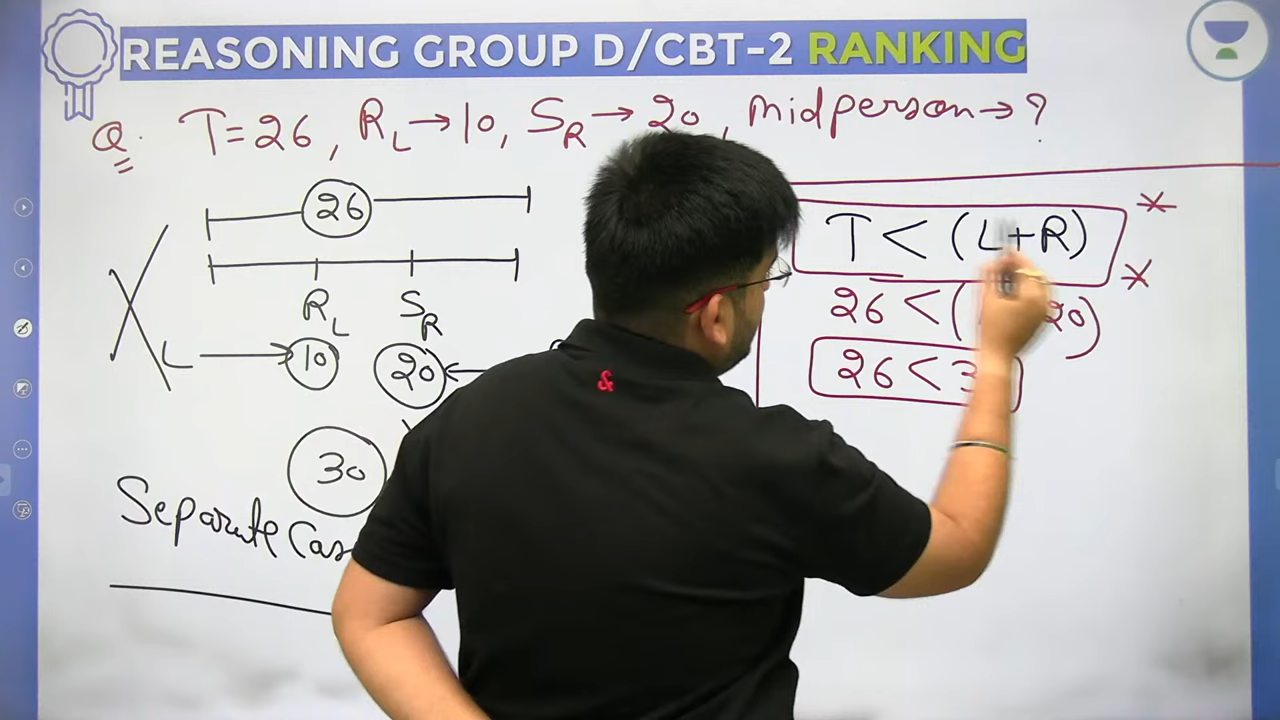 REASONING GROUP D/CBT-2 RANKING
Q. T=26, R_L→10, S_R→20, midperson→?
26
R_L S_R
L 10 20
30
Separate
T<(L+R)
26<( 20)
26<3